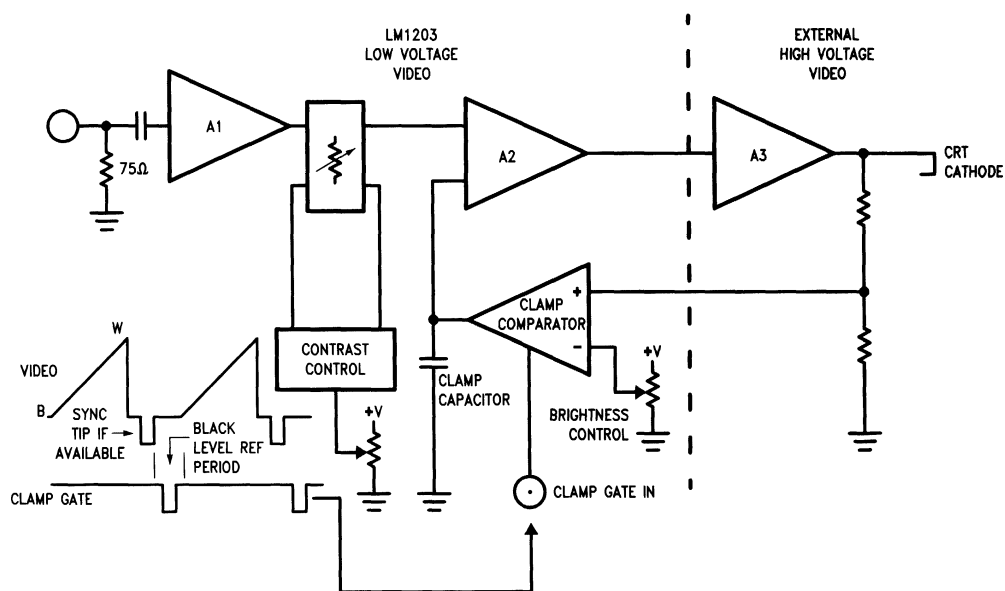 LM1203
LOW VOLTAGE
VIDEO
EXTERNAL
HIGH VOLTAGE
VIDEO
A1
75Ω
A2
A3
CRT
CATHODE
CLAMP
COMPARATOR
+
−
CONTRAST
CONTROL
CLAMP
CAPACITOR
+V
BRIGHTNESS
CONTROL
+V
W
VIDEO
B
SYNC
TIP IF
AVAILABLE
BLACK
LEVEL REF
PERIOD
CLAMP GATE
CLAMP GATE IN